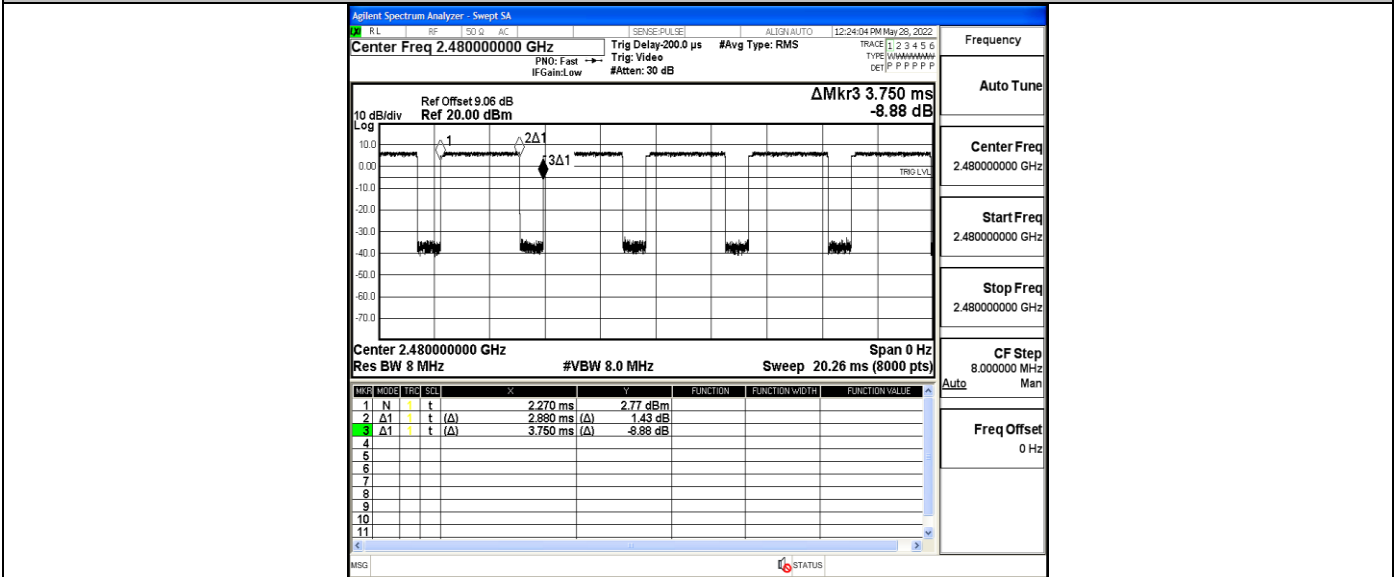 Agilent Spectrum Analyzer - Swept SA
LXI RL RF 50 Ω AC SENSE:PULSE ALIGNAUTO 12:24:04 PM May 28, 2022
Center Freq 2.480000000 GHz
PNO: Fast
IFGain:Low
Trig Delay-200.0 µs
Trig: Video
#Atten: 30 dB
#Avg Type: RMS
TRACE 1 2 3 4 5 6
TYPE WWWWWW
DET P P P P P P
ΔMkr3 3.750 ms
-8.88 dB
Ref Offset 9.06 dB
10 dB/div Ref 20.00 dBm
Log
10.0
0.00
-10.0
-20.0
-30.0
-40.0
-50.0
-60.0
-70.0
1
2Δ1
3Δ1
TRIG LVL
Center 2.480000000 GHz Span 0 Hz
Res BW 8 MHz #VBW 8.0 MHz Sweep 20.26 ms (8000 pts)
MKR MODE TRC SCL X Y FUNCTION FUNCTION WIDTH FUNCTION VALUE
1 N 1 t 2.270 ms 2.77 dBm
2 Δ1 1 t (Δ) 2.880 ms (Δ) 1.43 dB
3 Δ1 1 t (Δ) 3.750 ms (Δ) -8.88 dB
4
5
6
7
8
9
10
11
MSG STATUS
Frequency
Auto Tune
Center Freq
2.480000000 GHz
Start Freq
2.480000000 GHz
Stop Freq
2.480000000 GHz
CF Step
8.000000 MHz
Auto Man
Freq Offset
0 Hz